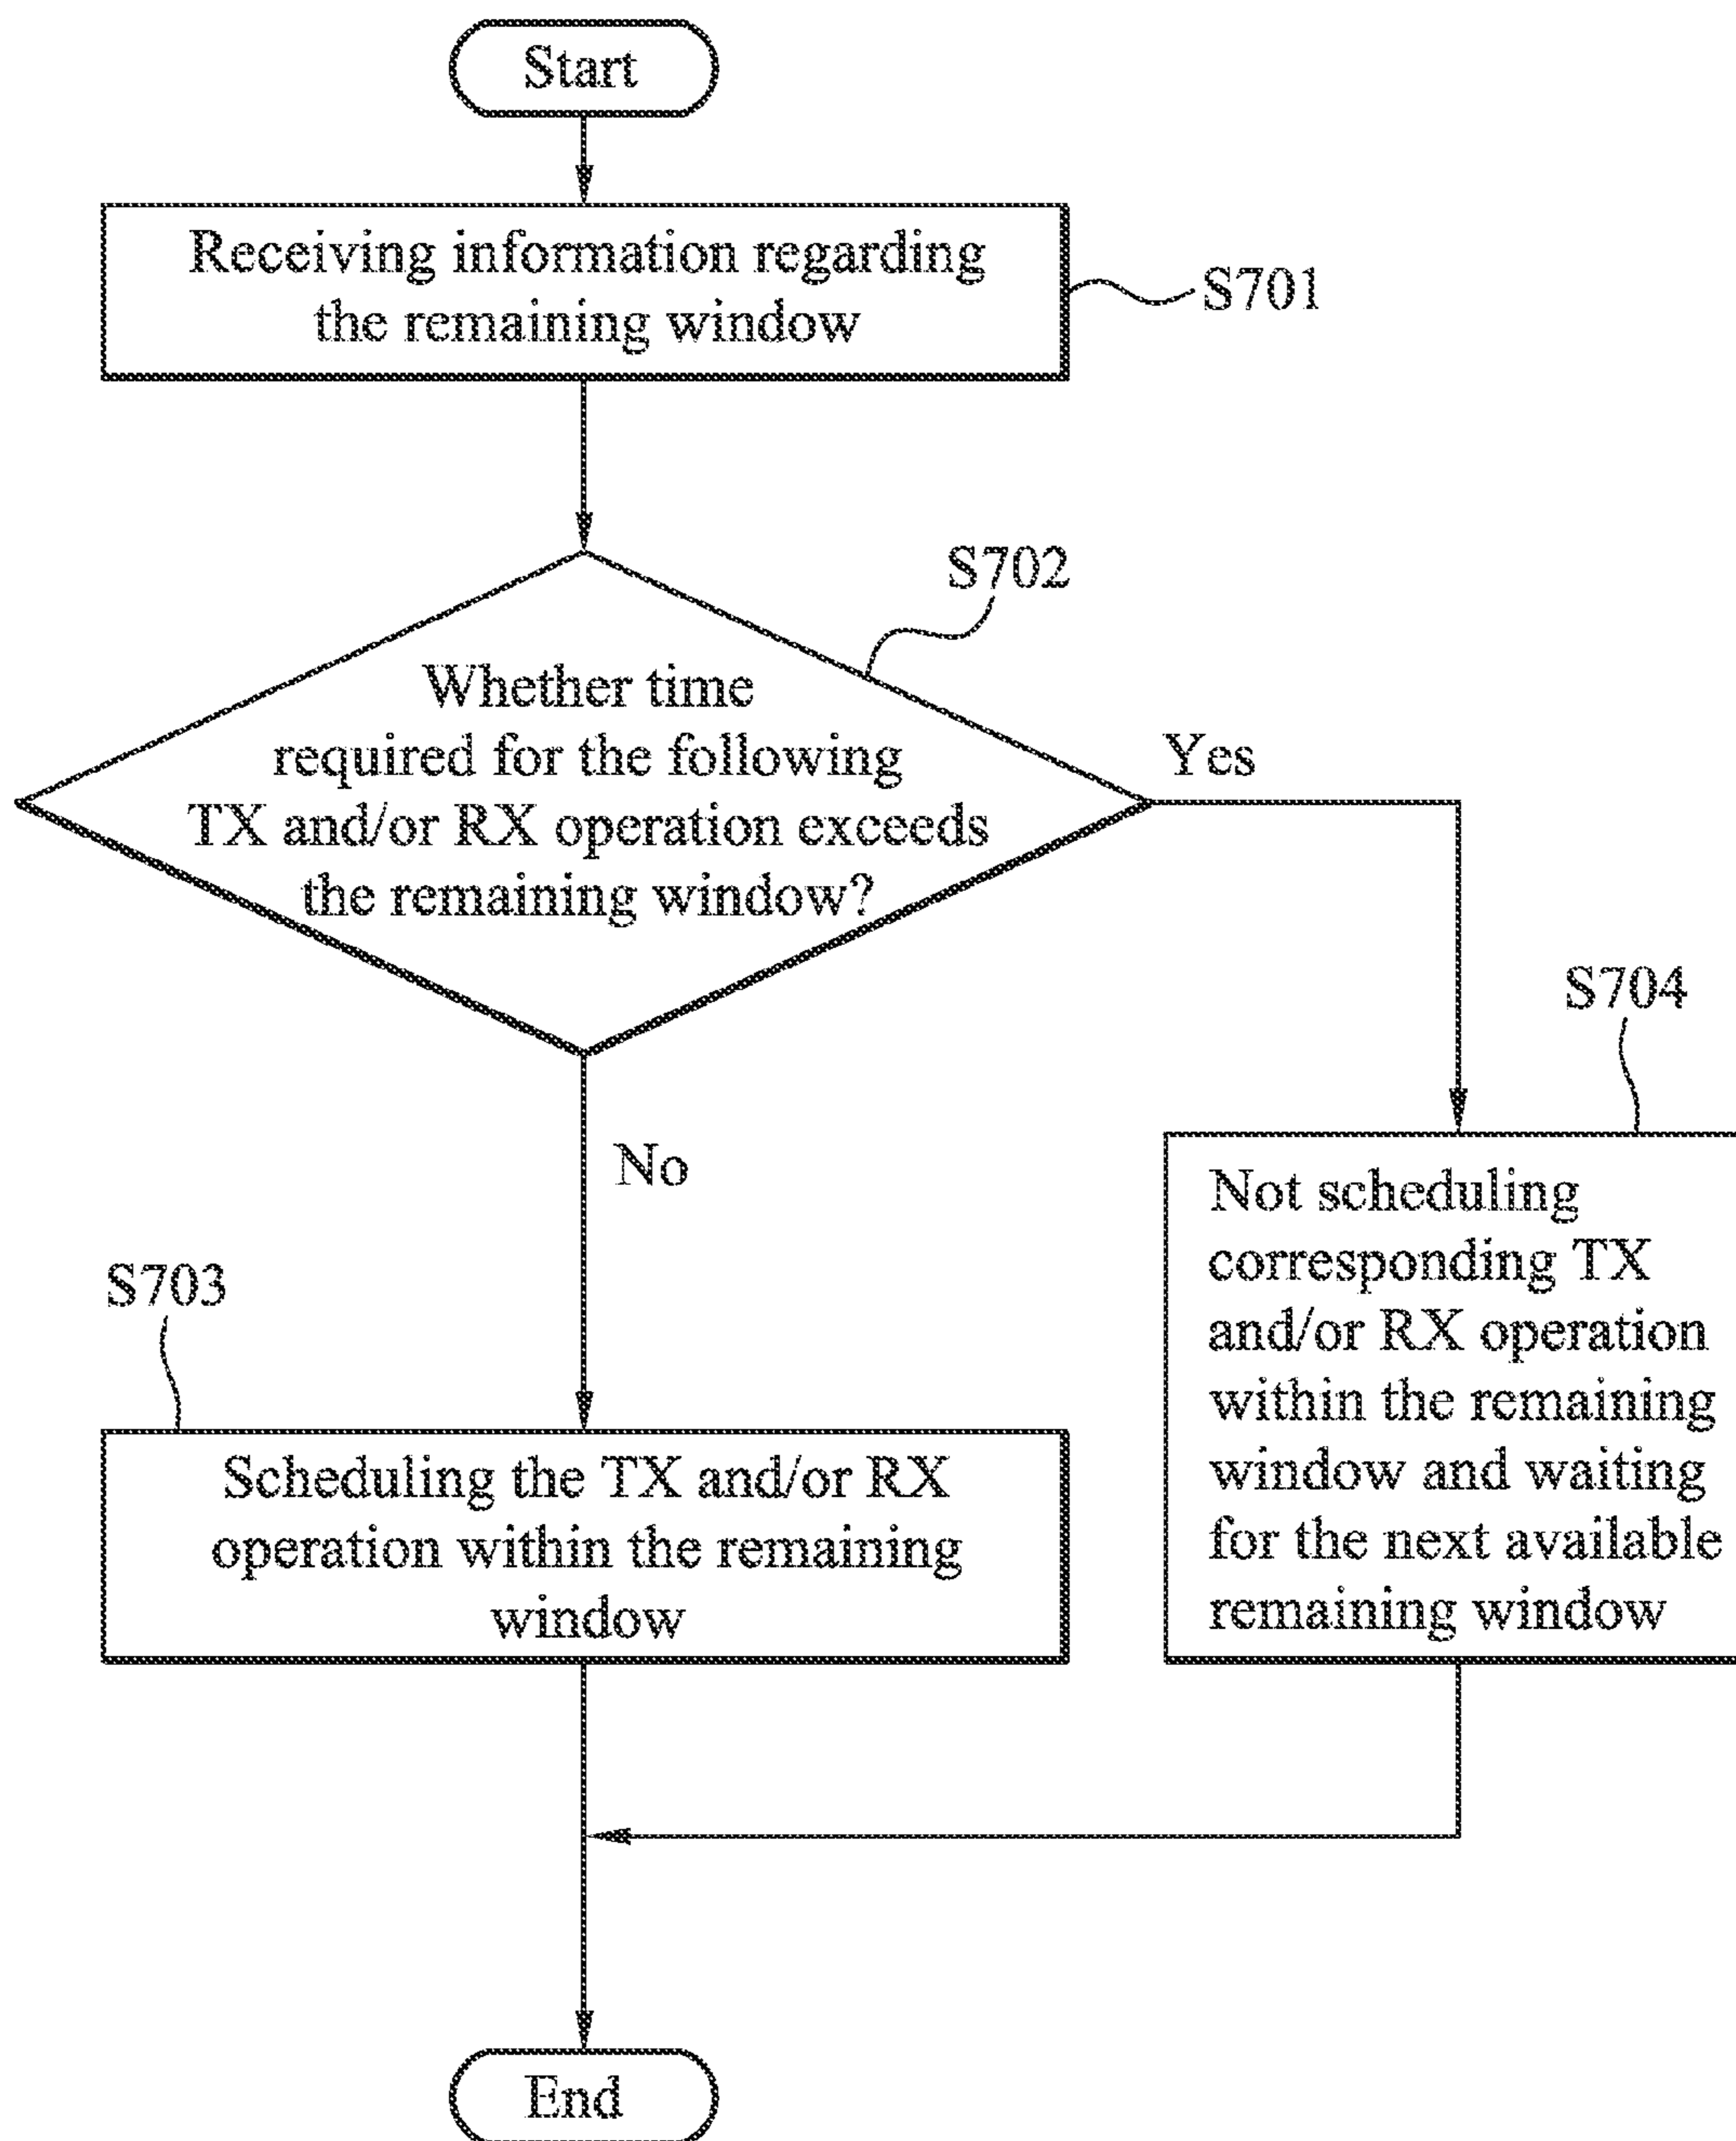 Start
Receiving information regarding
the remaining window
S701
S702
Whether time
required for the following
TX and/or RX operation exceeds
the remaining window?
Yes
No
S703
Scheduling the TX and/or RX
operation within the remaining
window
S704
Not scheduling
corresponding TX
and/or RX operation
within the remaining
window and waiting
for the next available
remaining window
End